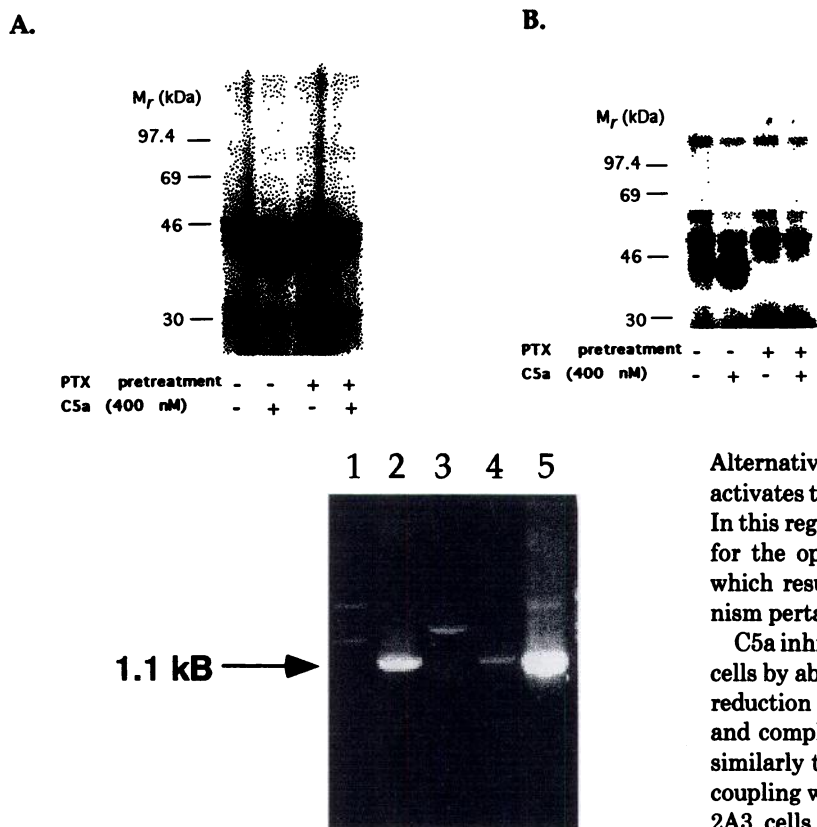 A.
Mr (kDa)
97.4
69
46
30
PTX pretreatment - - + +
C5a (400 nM) - + - +
B.
Mr (kDa)
97.4
69
46
30
PTX pretreatment - - + +
C5a (400 nM) - + - +
1 2 3 4 5
1.1 kB
Alternativ
activates t
In this reg
for the op
which resu
nism perta
C5a inh
cells by ab
reduction
and compl
similarly t
coupling w
2A3 cells